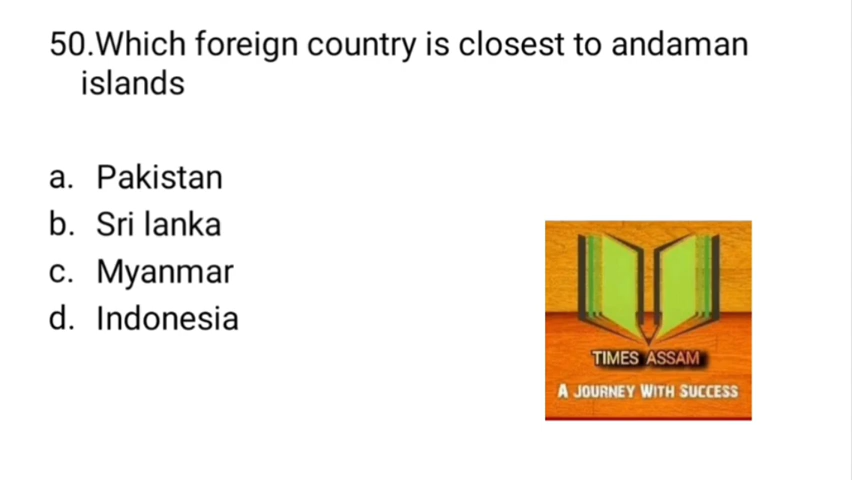 50.Which foreign country is closest to andaman
islands
a. Pakistan
b. Sri lanka
c. Myanmar
d. Indonesia
TIMES ASSAM
A JOURNEY WITH SUCCESS